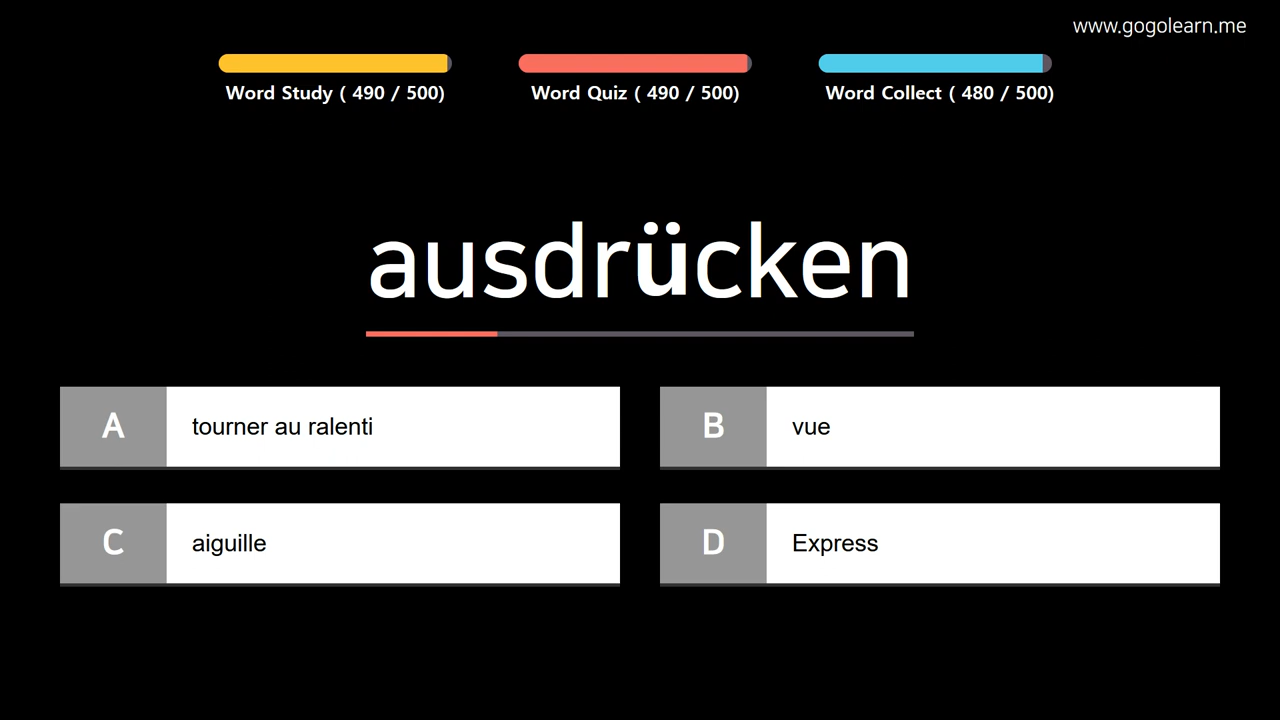 www.gogolearn.me
Word Study ( 490 / 500)
Word Quiz ( 490 / 500)
Word Collect ( 480 / 500)
ausdrücken
A tourner au ralenti
B vue
C aiguille
D Express